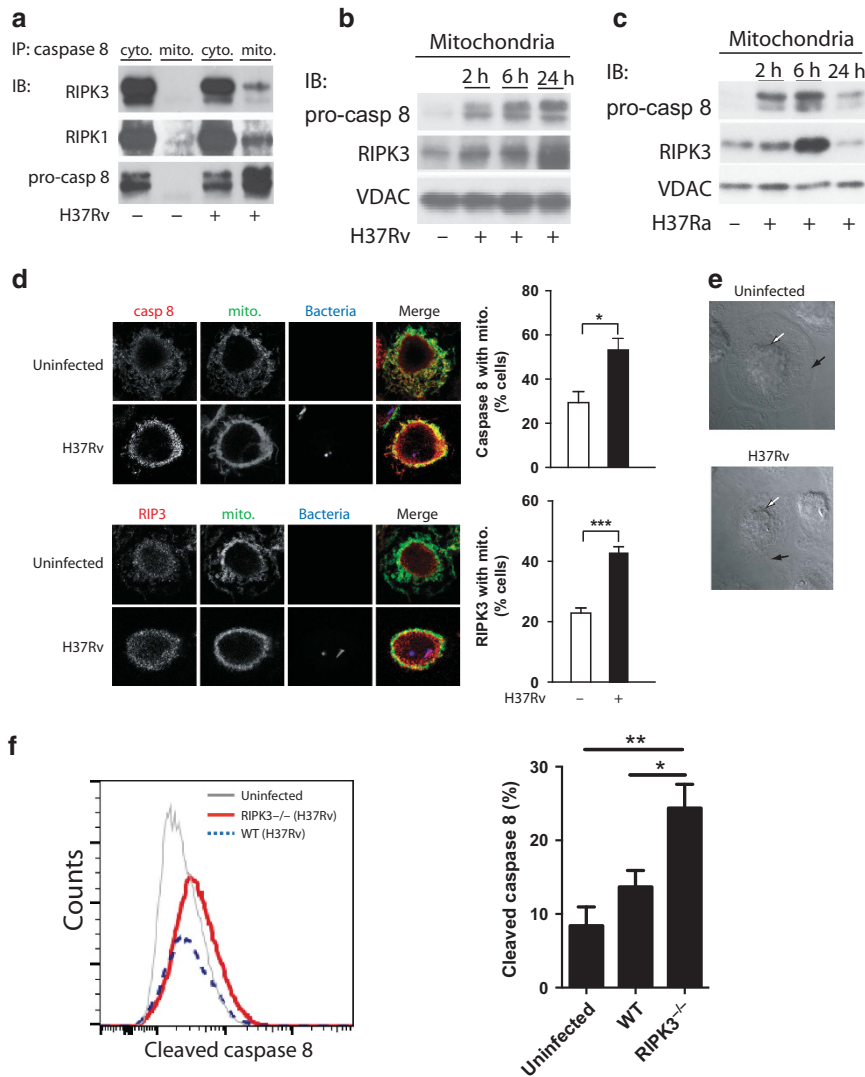 a
IP: caspase 8
cyto. mito. cyto. mito.
IB:
RIPK3
RIPK1
pro-casp 8
H37Rv – – + +
b
Mitochondria
IB: 2 h 6 h 24 h
pro-casp 8
RIPK3
VDAC
H37Rv – + + +
c
Mitochondria
IB: 2 h 6 h 24 h
pro-casp 8
RIPK3
VDAC
H37Ra – + + +
d
casp 8 mito. Bacteria Merge
Uninfected
H37Rv
RIP3 mito. Bacteria Merge
Uninfected
H37Rv
Caspase 8 with mito.
(% cells)
80
60
40
20
0
*
RIPK3 with mito.
(% cells)
60
40
20
0
***
H37Rv – +
e
Uninfected
H37Rv
f
Counts
Uninfected
RIPK3–/– (H37Rv)
WT (H37Rv)
Cleaved caspase 8
Cleaved caspase 8 (%)
30
20
10
0
**
*
Uninfected
WT
RIPK3–/–